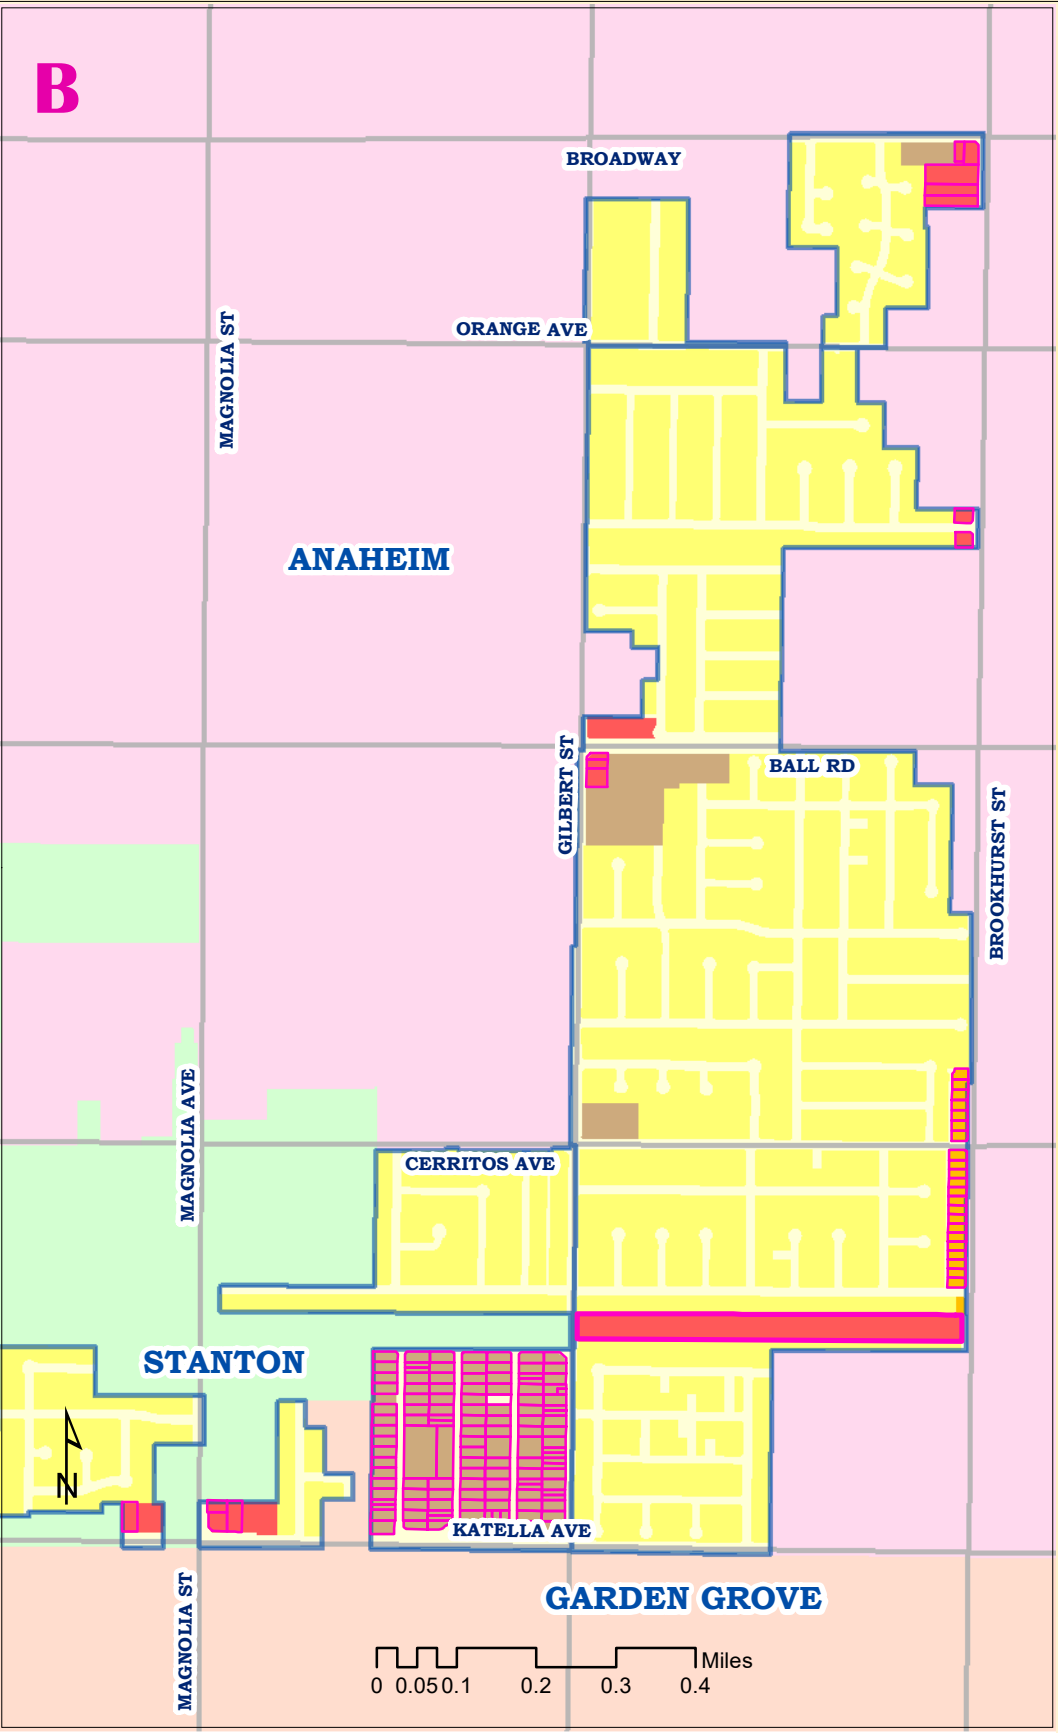 B
BROADWAY
ORANGE AVE
MAGNOLIA ST
ANAHEIM
GILBERT ST
BALL RD
BROOKHURST ST
MAGNOLIA AVE
CERRITOS AVE
STANTON
N
KATELLA AVE
MAGNOLIA ST
GARDEN GROVE
Miles
0 0.05 0.1 0.2 0.3 0.4